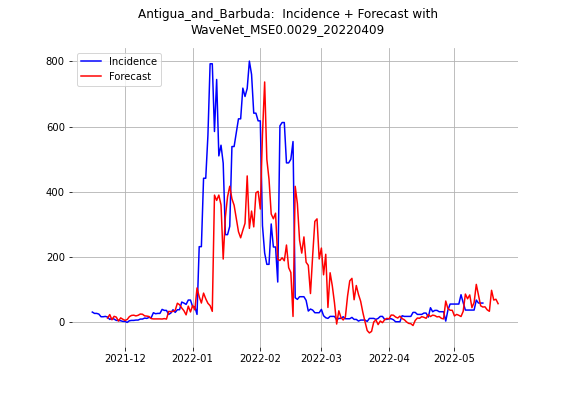 Antigua_and_Barbuda:  Incidence + Forecast with
WaveNet_MSE0.0029_20220409
Incidence
Forecast
800
600
400
200
0
2021-12
2022-01
2022-02
2022-03
2022-04
2022-05